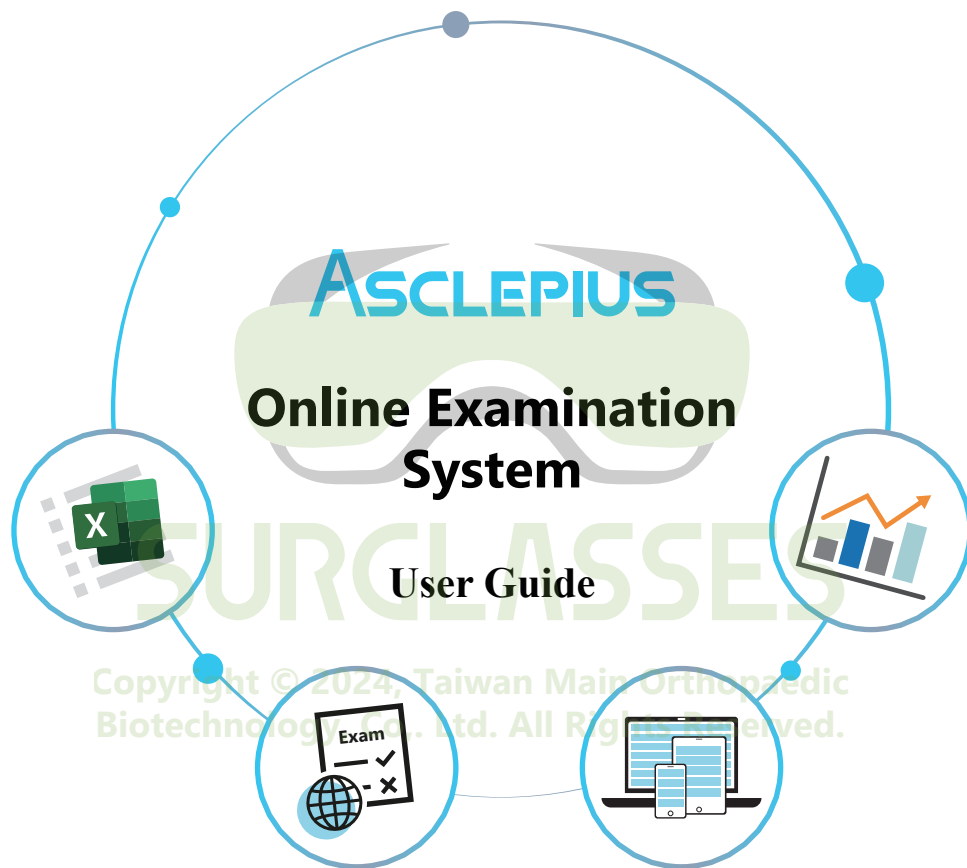 ASCLEPIUS
Online Examination
System
X
SURGLASSES
User Guide
Copyright © 2024, Taiwan Main Orthopaedic
Biotechnology Co., Ltd. All Rights Reserved.
Exam